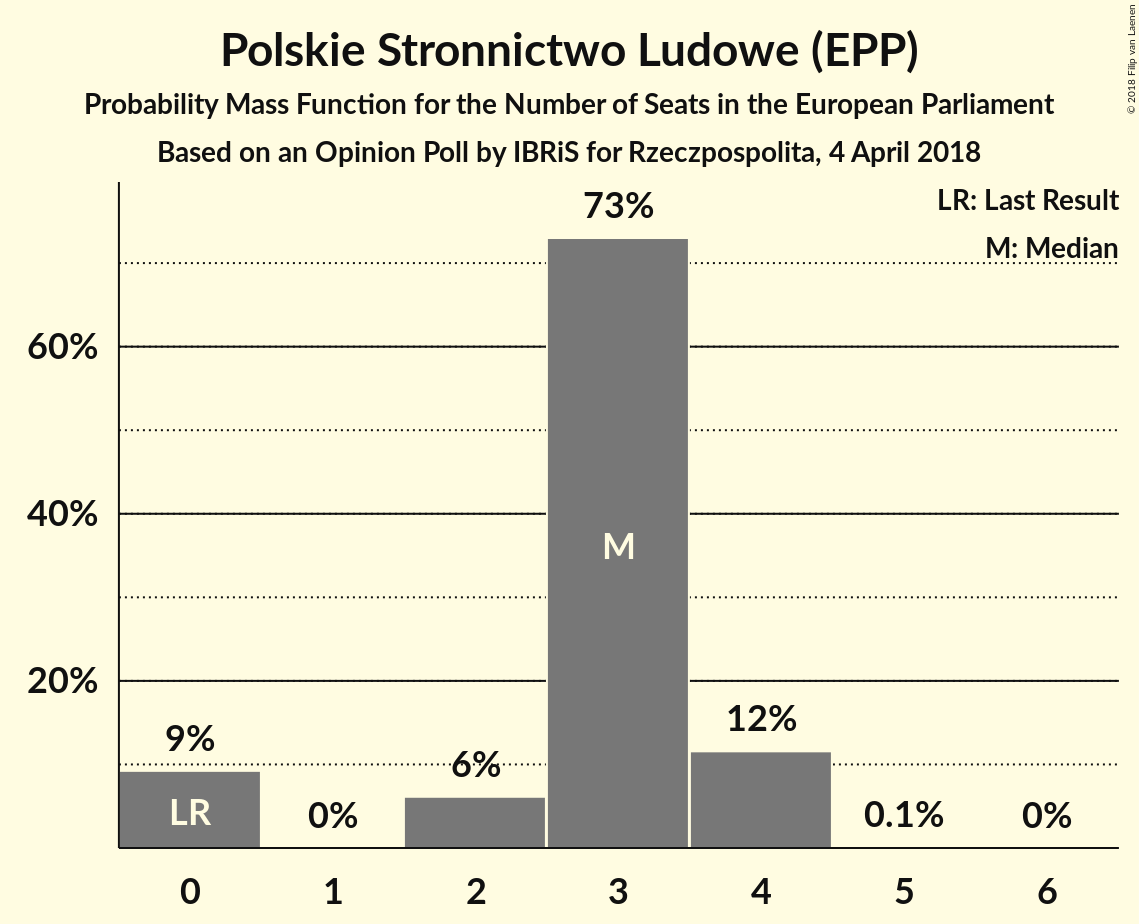 Polskie Stronnictwo Ludowe (EPP)
Probability Mass Function for the Number of Seats in the European Parliament
Based on an Opinion Poll by IBRiS for Rzeczpospolita, 4 April 2018
© 2018 Filip van Laenen
LR: Last Result
M: Median
73%
60%
40%
20%
M
12%
9%
6%
LR
0%
0.1%
0%
0 1 2 3 4 5 6